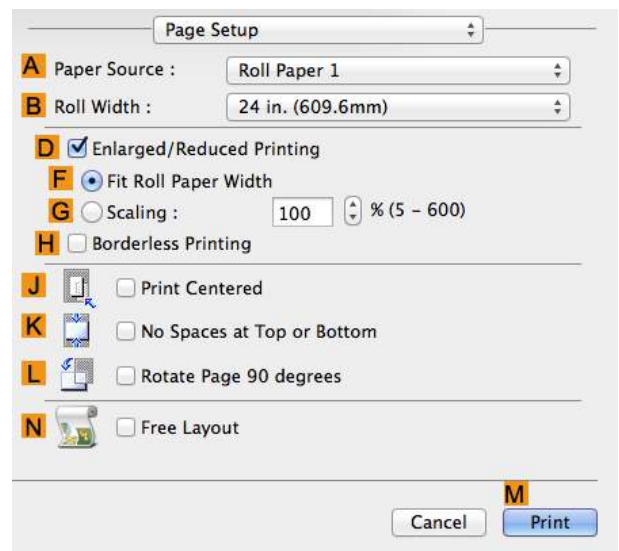 Page Setup
A Paper Source : Roll Paper 1
B Roll Width : 24 in. (609.6mm)
D Enlarged/Reduced Printing
F Fit Roll Paper Width
G Scaling : 100 % (5 – 600)
H Borderless Printing
J Print Centered
K No Spaces at Top or Bottom
L Rotate Page 90 degrees
N Free Layout
M
Cancel Print